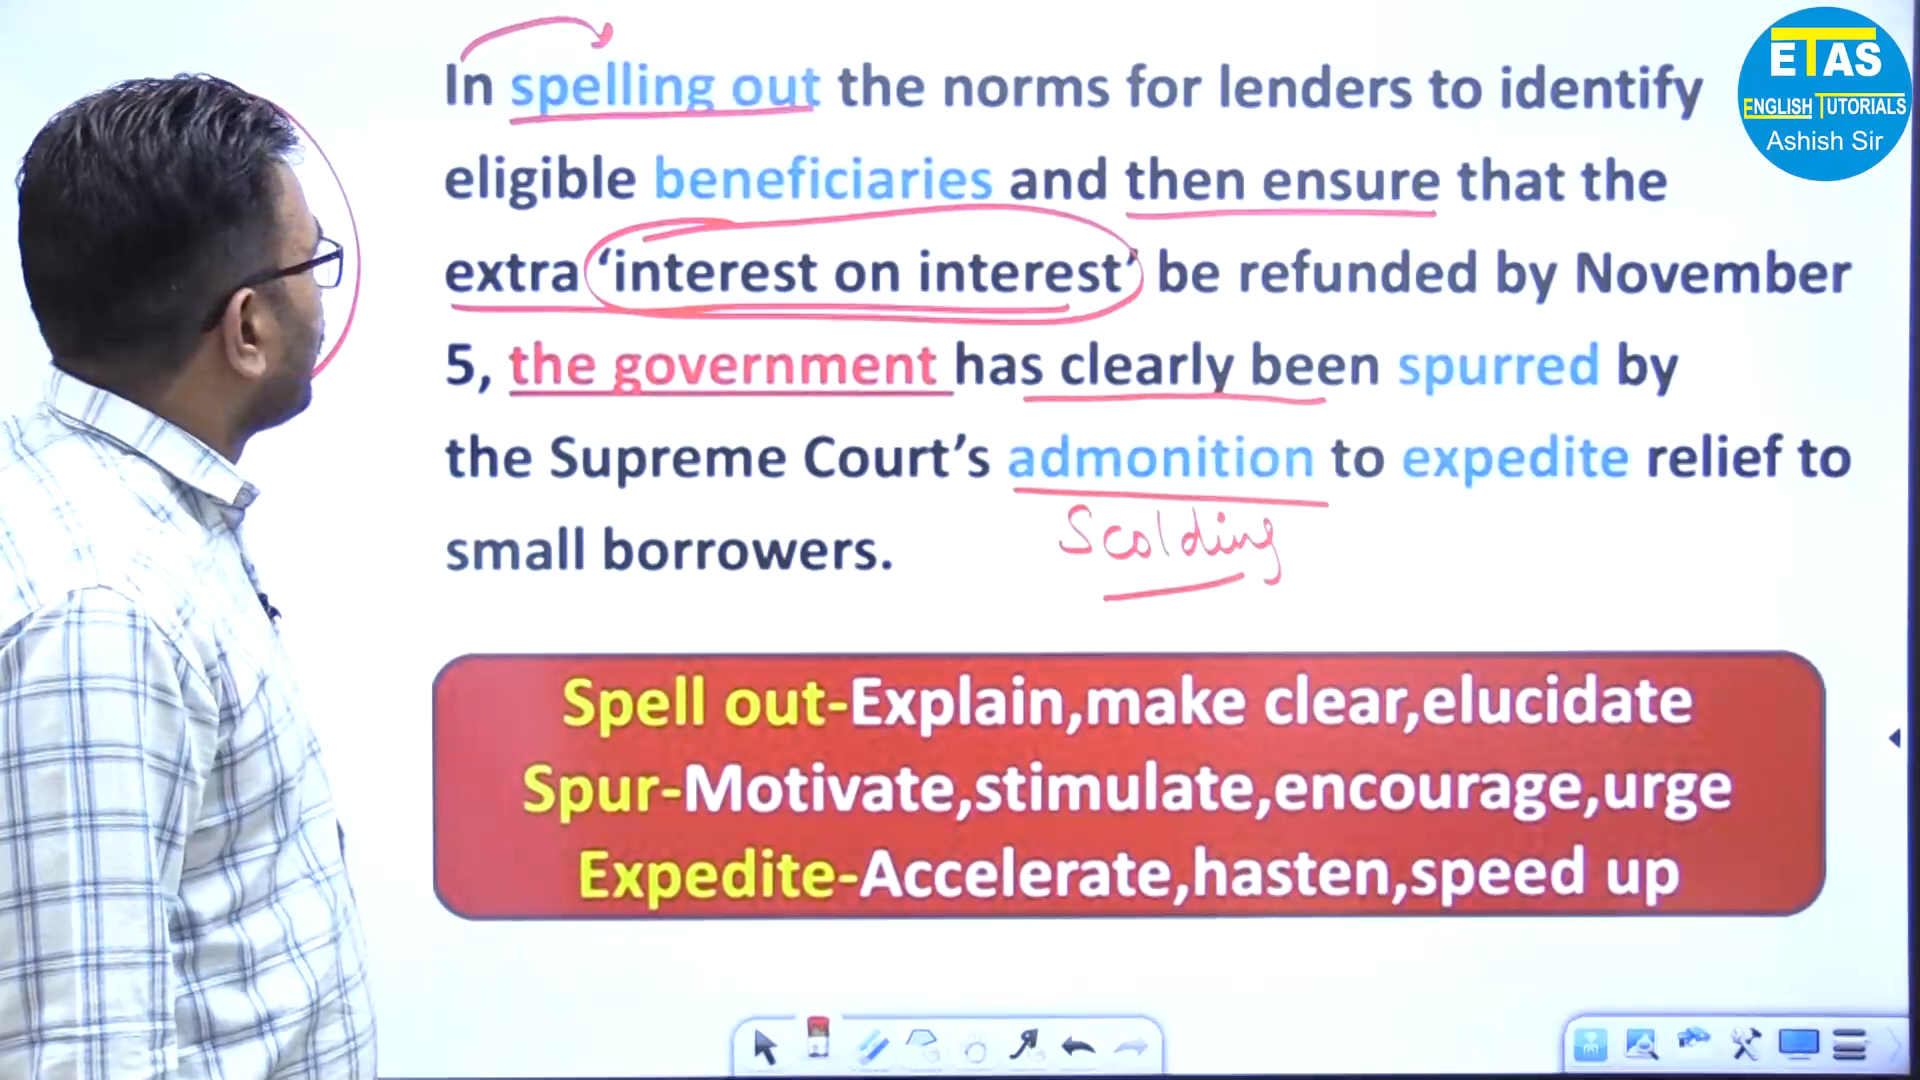 In spelling out the norms for lenders to identify
eligible beneficiaries and then ensure that the
extra ‘interest on interest’ be refunded by November
5, the government has clearly been spurred by
the Supreme Court’s admonition to expedite relief to
small borrowers.
Scolding
Spell out-Explain,make clear,elucidate
Spur-Motivate,stimulate,encourage,urge
Expedite-Accelerate,hasten,speed up
ETAS
ENGLISH TUTORIALS
Ashish Sir